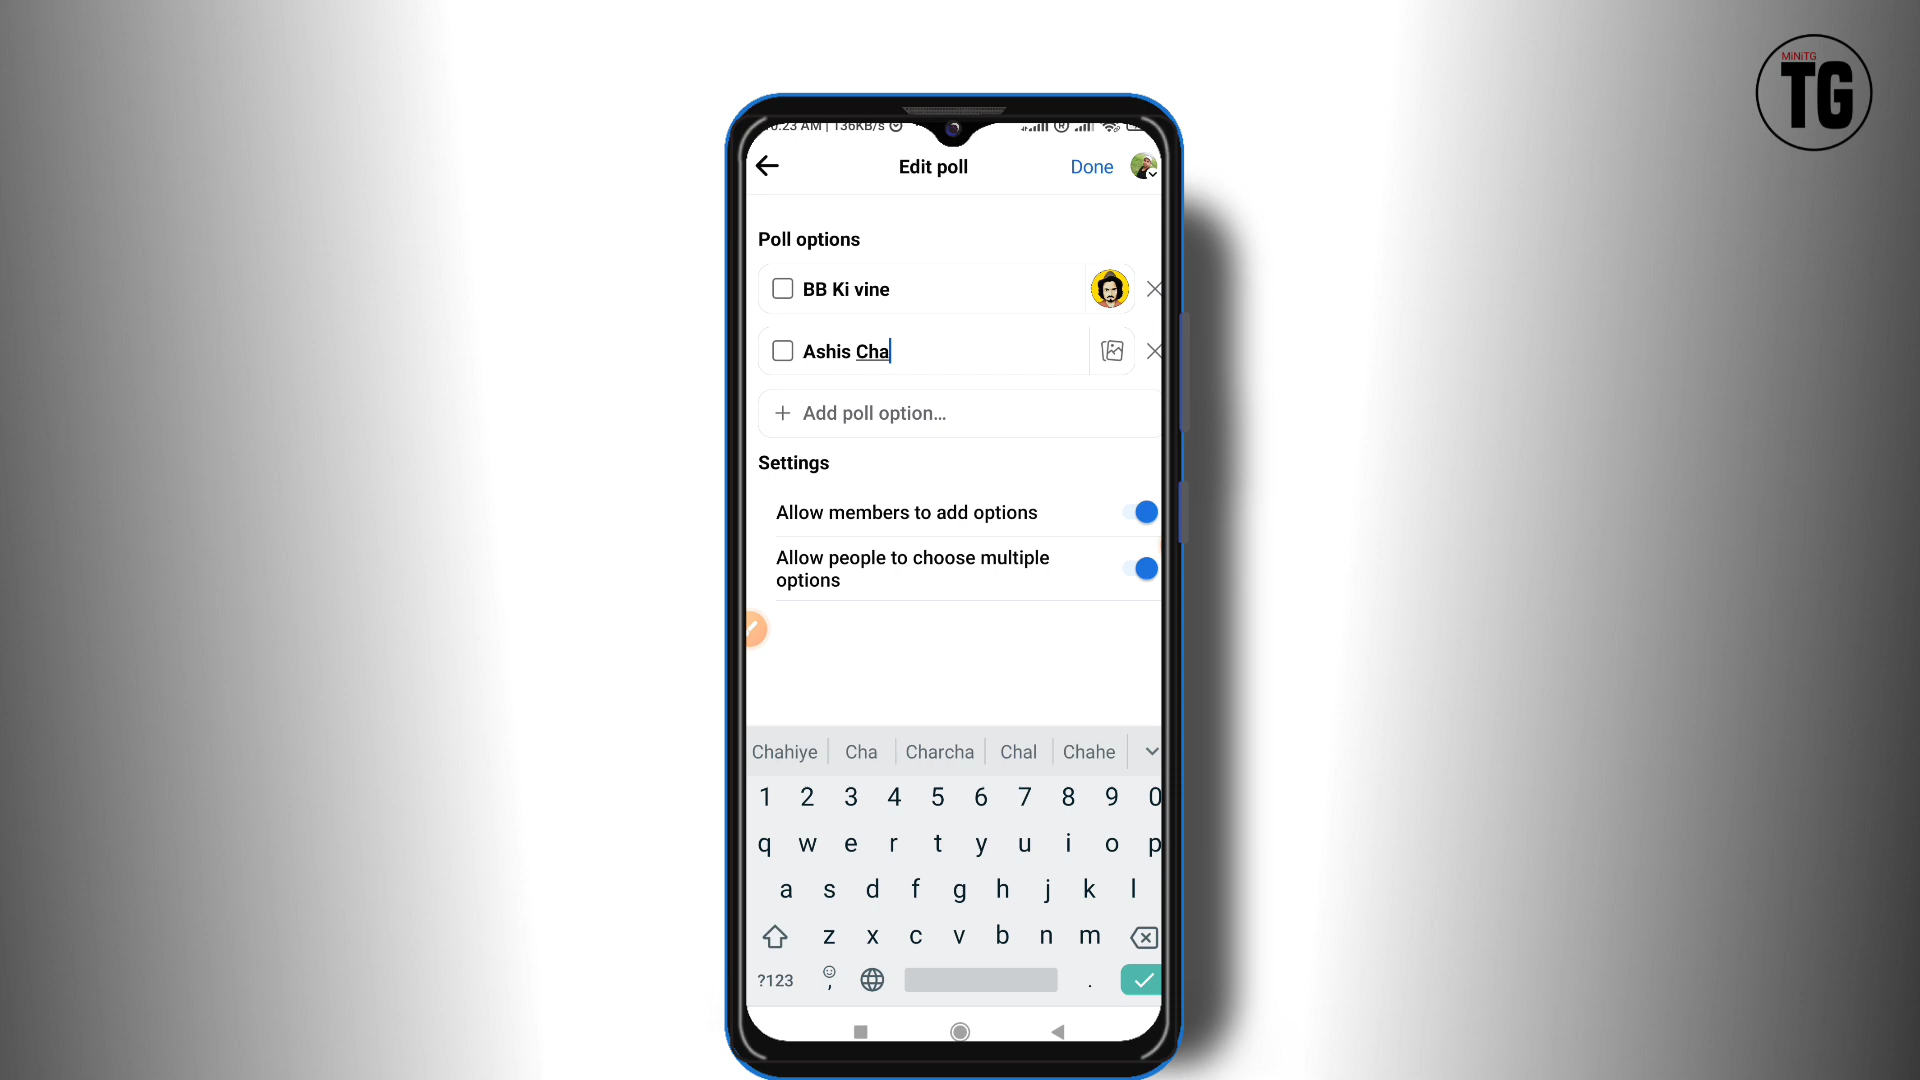 MiNiTG
TG
10.23 AM | 136KB/s
Edit poll
Done
Poll options
BB Ki vine
Ashis Cha
Add poll option...
Settings
Allow members to add options
Allow people to choose multiple
options
Chahiye
Cha
Charcha
Chal
Chahe
1 2 3 4 5 6 7 8 9 0
q w e r t y u i o p
a s d f g h j k l
z x c v b n m
?123 , .